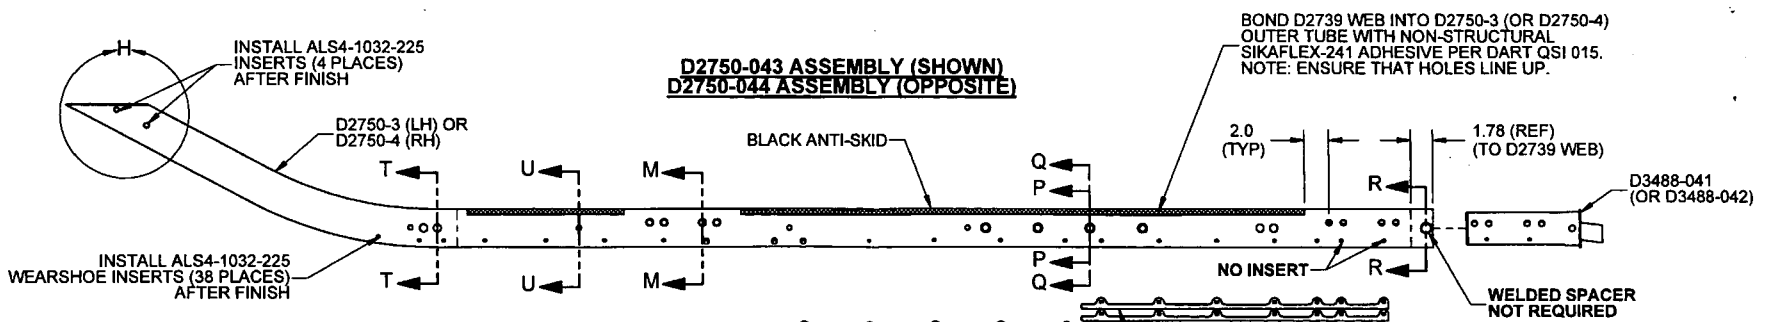 H
INSTALL ALS4-1032-225
INSERTS (4 PLACES)
AFTER FINISH
D2750-043 ASSEMBLY (SHOWN)
D2750-044 ASSEMBLY (OPPOSITE)
BOND D2739 WEB INTO D2750-3 (OR D2750-4)
OUTER TUBE WITH NON-STRUCTURAL
SIKAFLEX-241 ADHESIVE PER DART QSI 015.
NOTE: ENSURE THAT HOLES LINE UP.
D2750-3 (LH) OR
D2750-4 (RH)
BLACK ANTI-SKID
2.0
(TYP)
1.78 (REF)
(TO D2739 WEB)
T
U
M
Q
P
R
D3488-041
(OR D3488-042)
INSTALL ALS4-1032-225
WEARSHOE INSERTS (38 PLACES)
AFTER FINISH
T
U
M
P
Q
NO INSERT
R
WELDED SPACER
NOT REQUIRED